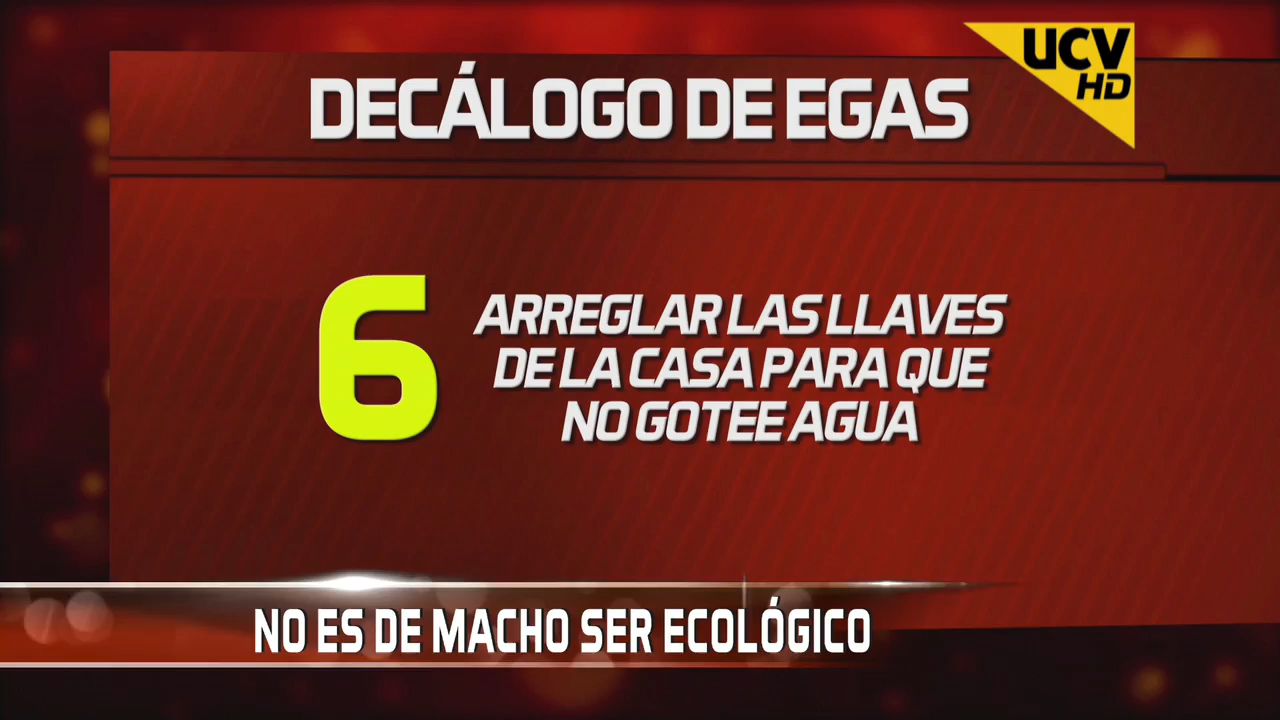 UCV
HD
DECÁLOGO DE EGAS
6
ARREGLAR LAS LLAVES
DE LA CASA PARA QUE
NO GOTEE AGUA
NO ES DE MACHO SER ECOLÓGICO